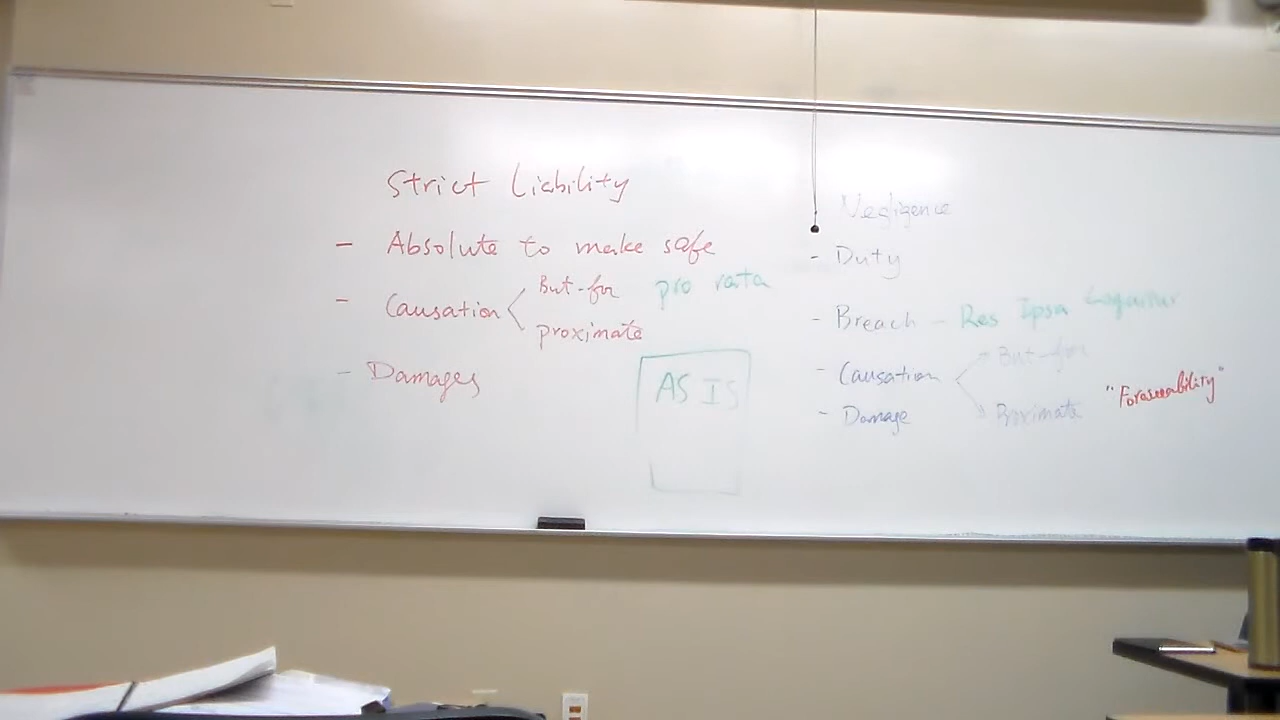 Strict Liability
- Absolute to make safe
- Causation < But-for pro rata
proximate
- Damages
AS IS
Negligence
- Duty
- Breach - Res Ipsa Loquitur
- Causation < But-for
Proximate "Foraseeability"
- Damage